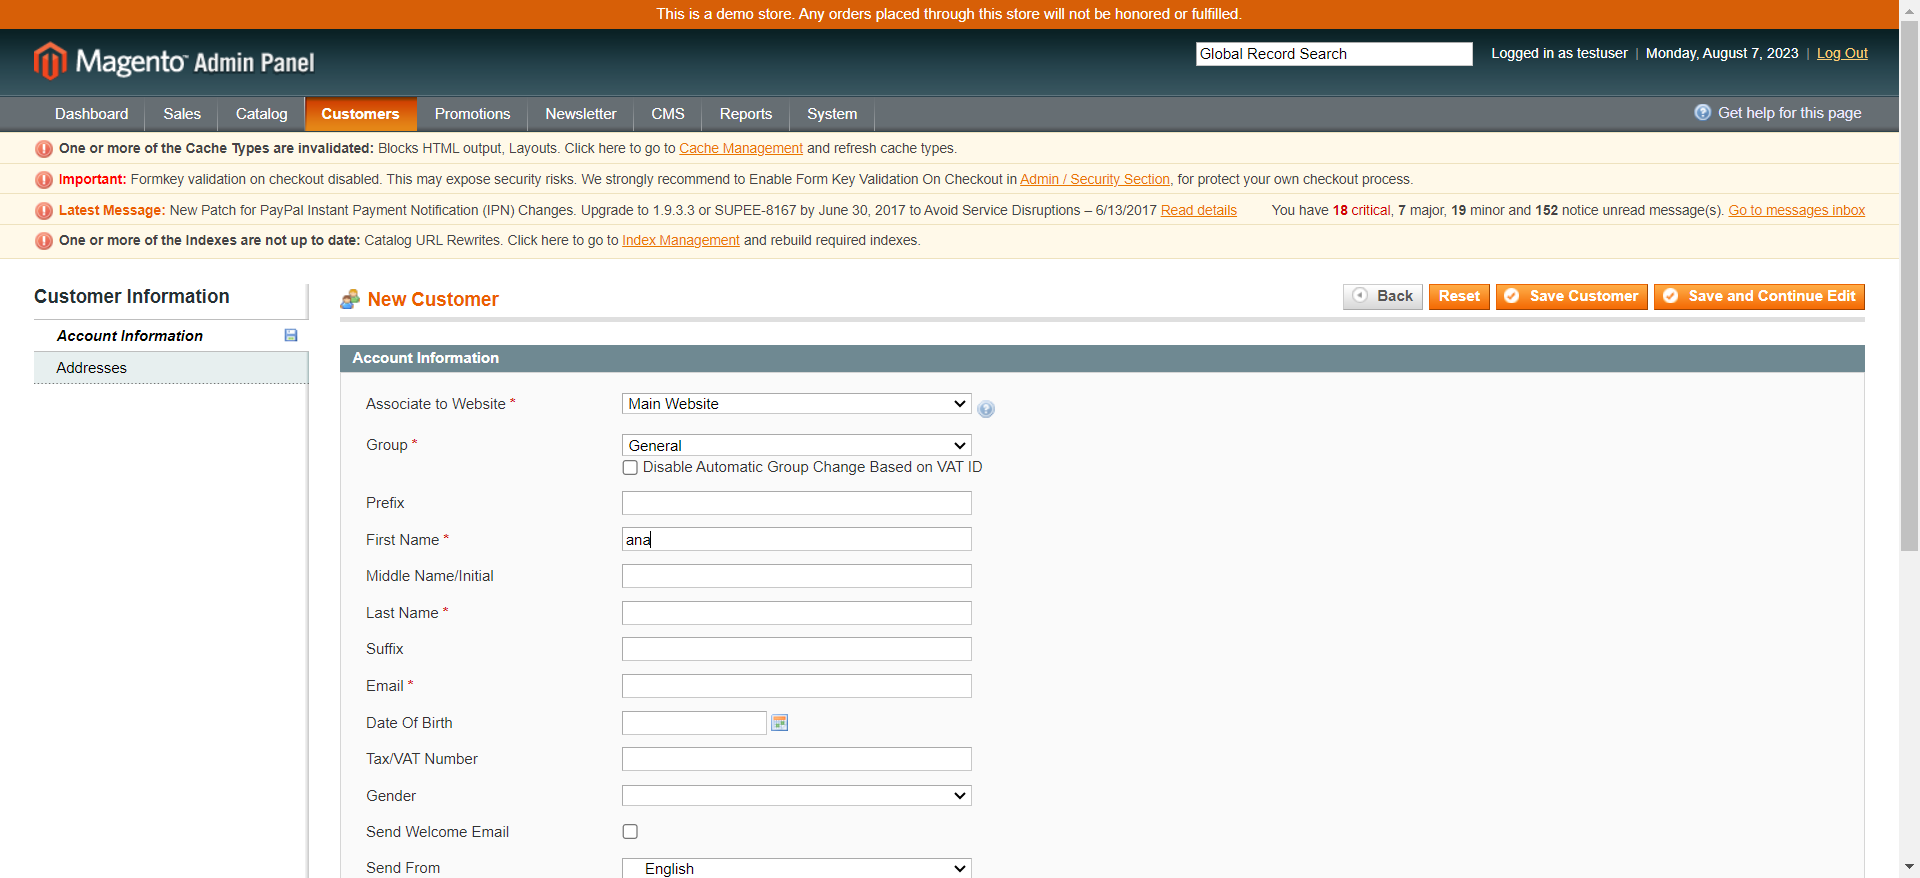 This is a demo store. Any orders placed through this store will not be honored or fulfilled.
Magento Admin Panel
Global Record Search
Logged in as testuser | Monday, August 7, 2023 | Log Out
Dashboard Sales Catalog Customers Promotions Newsletter CMS Reports System
Get help for this page
One or more of the Cache Types are invalidated: Blocks HTML output, Layouts. Click here to go to Cache Management and refresh cache types.
Important: Formkey validation on checkout disabled. This may expose security risks. We strongly recommend to Enable Form Key Validation On Checkout in Admin / Security Section, for protect your own checkout process.
Latest Message: New Patch for PayPal Instant Payment Notification (IPN) Changes. Upgrade to 1.9.3.3 or SUPEE-8167 by June 30, 2017 to Avoid Service Disruptions – 6/13/2017 Read details
You have 18 critical, 7 major, 19 minor and 152 notice unread message(s). Go to messages inbox
One or more of the Indexes are not up to date: Catalog URL Rewrites. Click here to go to Index Management and rebuild required indexes.
Customer Information
Account Information
Addresses
New Customer
Back Reset Save Customer Save and Continue Edit
Account Information
Associate to Website * Main Website
Group * General
Disable Automatic Group Change Based on VAT ID
Prefix
First Name * ana
Middle Name/Initial
Last Name *
Suffix
Email *
Date Of Birth
Tax/VAT Number
Gender
Send Welcome Email
Send From English